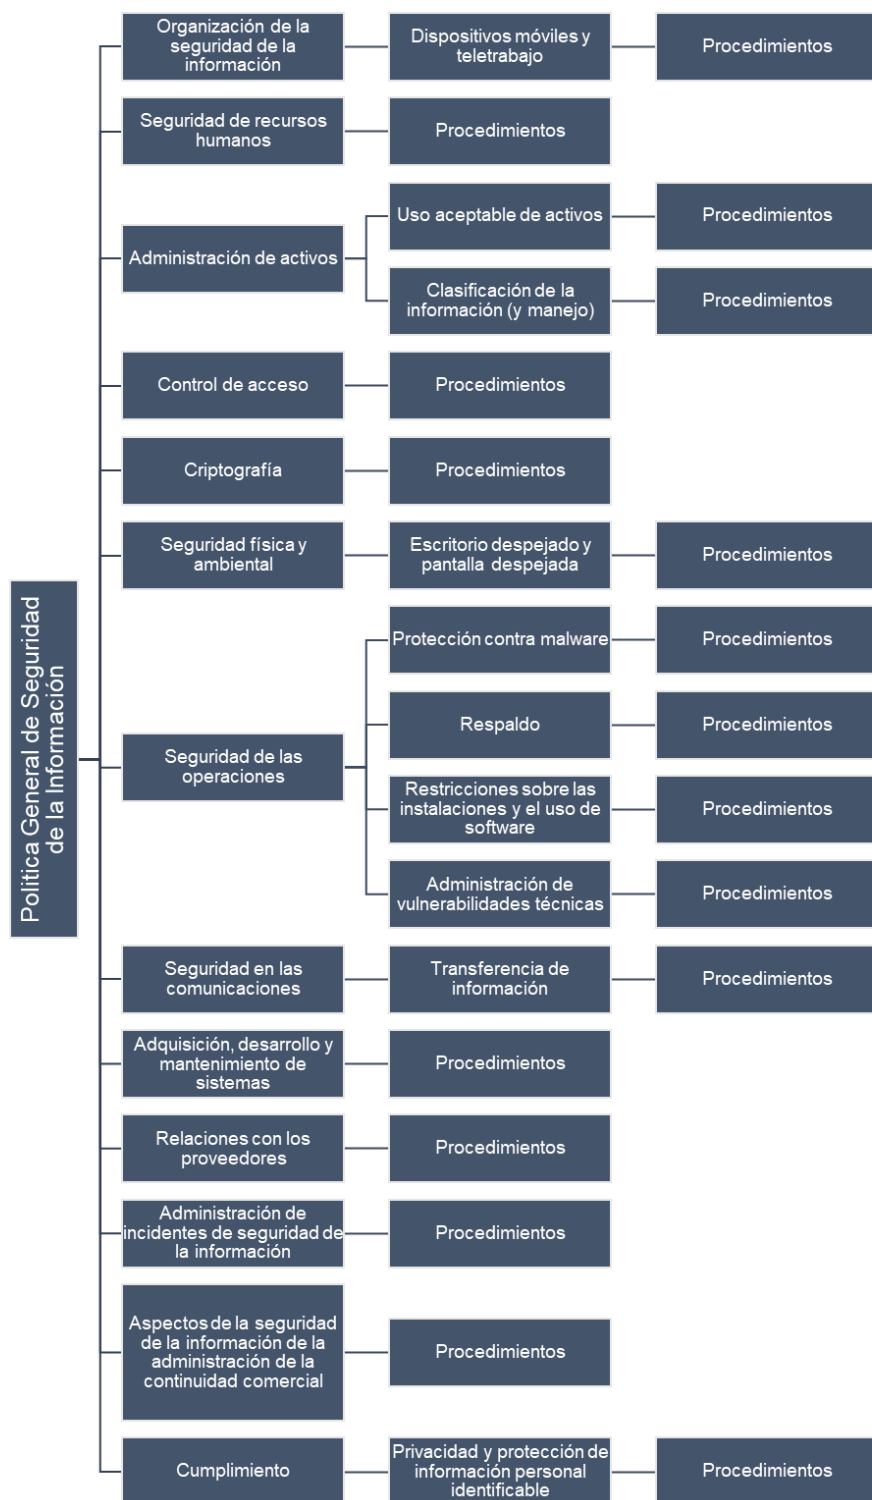 Organización de la
seguridad de la
información
Dispositivos móviles y
teletrabajo
Procedimientos
Seguridad de recursos
humanos
Procedimientos
Administración de activos
Uso aceptable de activos
Procedimientos
Clasificación de la
información (y manejo)
Procedimientos
Control de acceso
Procedimientos
Criptografía
Procedimientos
Seguridad física y
ambiental
Escritorio despejado y
pantalla despejada
Procedimientos
Politica General de Seguridad
de la Información
Seguridad de las
operaciones
Protección contra malware
Procedimientos
Respaldo
Procedimientos
Restricciones sobre las
instalaciones y el uso de
software
Procedimientos
Administración de
vulnerabilidades técnicas
Procedimientos
Seguridad en las
comunicaciones
Transferencia de
información
Procedimientos
Adquisición, desarrollo y
mantenimiento de
sistemas
Procedimientos
Relaciones con los
proveedores
Procedimientos
Administración de
incidentes de seguridad de
la información
Procedimientos
Aspectos de la seguridad
de la información de la
administración de la
continuidad comercial
Procedimientos
Cumplimiento
Privacidad y protección de
información personal
identificable
Procedimientos